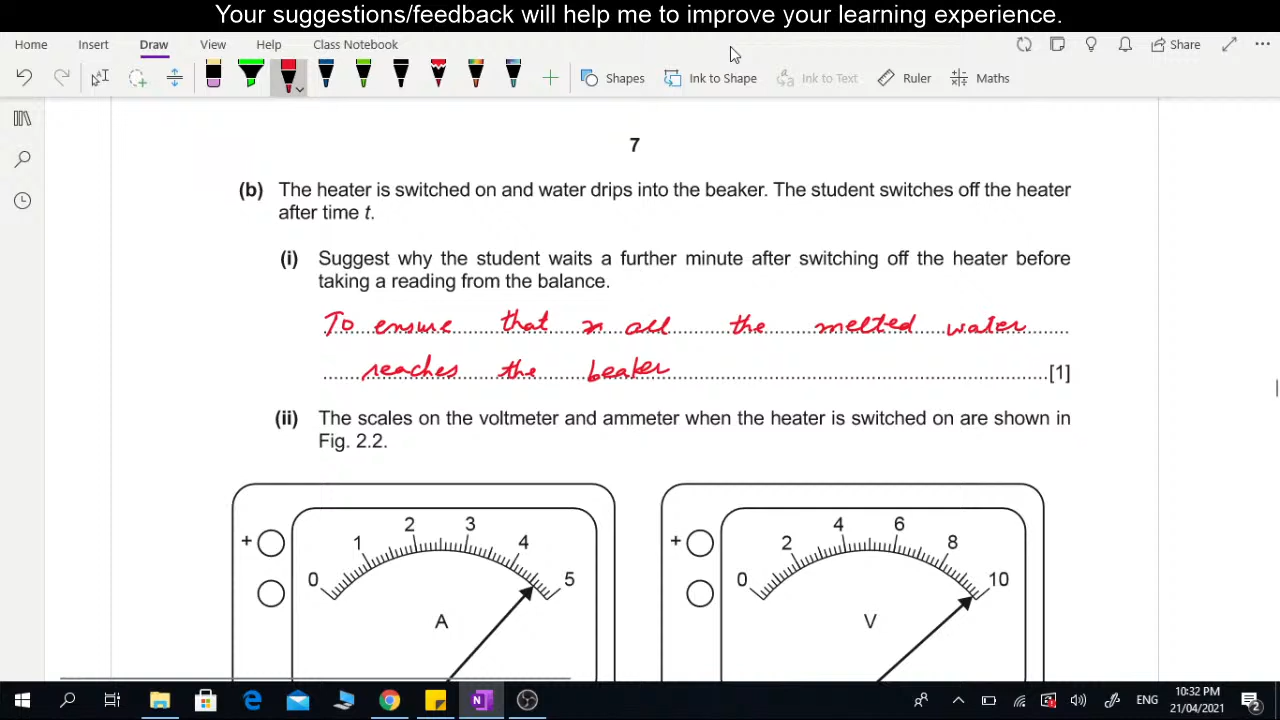 Your suggestions/feedback will help me to improve your learning experience.
Home Insert Draw View Help Class Notebook Share
Shapes Ink to Shape Ink to Text Ruler Maths
7
(b) The heater is switched on and water drips into the beaker. The student switches off the heater
after time t.
(i) Suggest why the student waits a further minute after switching off the heater before
taking a reading from the balance.
To ensure that all the melted water
reaches the beaker [1]
(ii) The scales on the voltmeter and ammeter when the heater is switched on are shown in
Fig. 2.2.
0 1 2 3 4 5
+
A
0 2 4 6 8 10
+
V
ENG
10:32 PM
21/04/2021
2